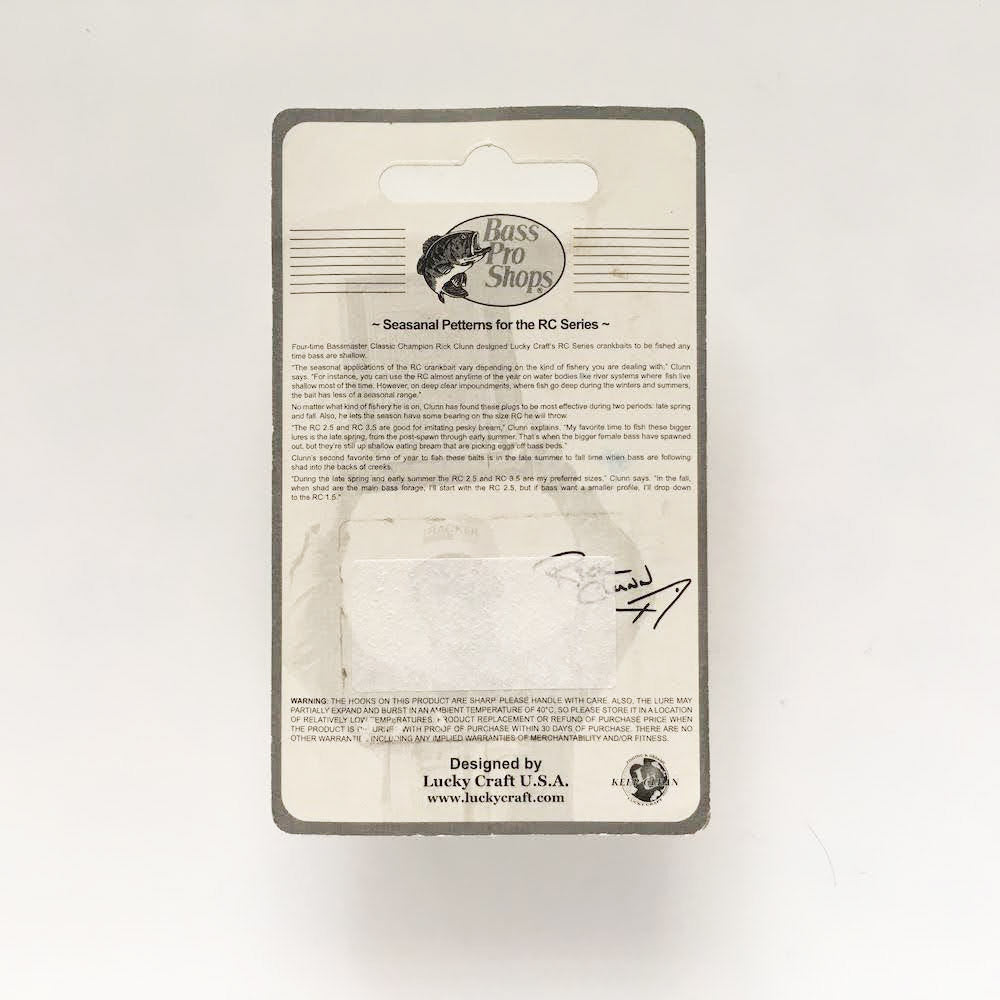 Bass
Pro
Shops®
~ Seasanal Petterns for the RC Series ~
Four-time Bassmaster Classic Champion Rick Clunn designed Lucky Craft's RC Series crankbaits to be fished any
time bass are shallow.
"The seasonal applications of the RC crankbait vary depending on the kind of fishery you are dealing with," Clunn
says. "For instance, you can use the RC almost anytime of the year on water bodies like river systems where fish live
shallow most of the time. However, on deep clear impoundments, where fish go deep during the winters and summers,
the bait has less of a seasonal range."
No matter what kind of fishery he is on, Clunn has found these plugs to be most effective during two periods: late spring
and fall. Also, he lets the season have some bearing on the size RC he will throw.
"The RC 2.5 and RC 3.5 are good for imitating pesky bream," Clunn explains. "My favorite time to fish these bigger
lures is the late spring, from the post-spawn through early summer. That's when the bigger female bass have spawned
out, but they're still up shallow eating bream that are picking eggs off bass beds."
Clunn's second favorite time of year to fish these baits is in the late summer to fall time when bass are following
shad into the backs of creeks.
"During the late spring and early summer the RC 2.5 and RC 3.5 are my preferred sizes," Clunn says. "In the fall,
when shad are the main bass forage, I'll start with the RC 2.5, but if bass want a smaller profile, I'll drop down
to the RC 1.5."
Rick
Clunn
WARNING: THE HOOKS ON THIS PRODUCT ARE SHARP. PLEASE HANDLE WITH CARE. ALSO, THE LURE MAY
PARTIALLY EXPAND AND BURST IN AN AMBIENT TEMPERATURE OF 40°C, SO PLEASE STORE IT IN A LOCATION
OF RELATIVELY LOW TEMPERATURES. PRODUCT REPLACEMENT OR REFUND OF PURCHASE PRICE WHEN
THE PRODUCT IS WITH PROOF OF PURCHASE WITHIN 30 DAYS OF PURCHASE. THERE ARE NO
OTHER INCLUDING ANY IMPLIED WARRANTIES OF MERCHANTABILITY AND/OR FITNESS.
Designed by
Lucky Craft U.S.A.
www.luckycraft.com
KEEP CLEAN
LUCKY CRAFT